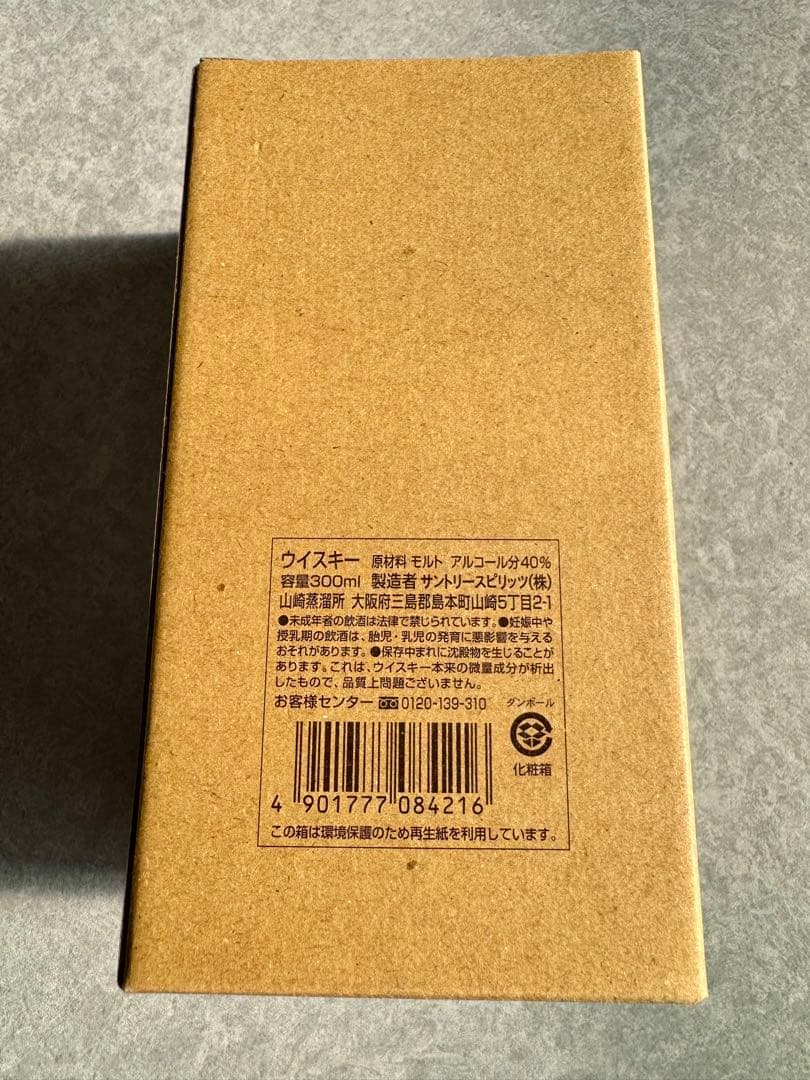 ウイスキー 原材料 モルト アルコール分40%
容量300ml 製造者 サントリースピリッツ(株)
山崎蒸溜所 大阪府三島郡島本町山崎5丁目2-1
●未成年者の飲酒は法律で禁じられています。●妊娠中や
授乳期の飲酒は、胎児・乳児の発育に悪影響を与える
おそれがあります。●保存中まれに沈殿物を生じることが
あります。これは、ウイスキー本来の微量成分が析出
したもので、品質上問題ございません。
お客様センター 0120-139-310 ダンボール
化粧箱
4 901777 084216
この箱は環境保護のため再生紙を利用しています。